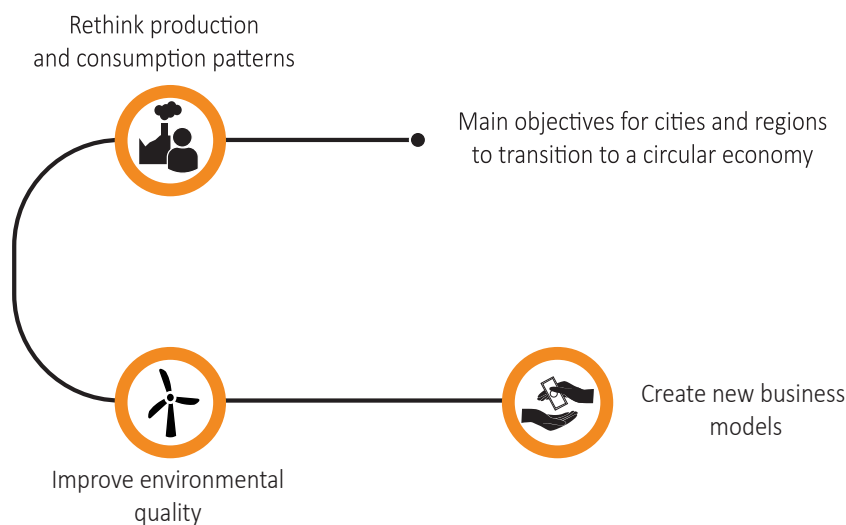 Rethink production
and consumption patterns
Main objectives for cities and regions
to transition to a circular economy
Create new business
models
Improve environmental
quality